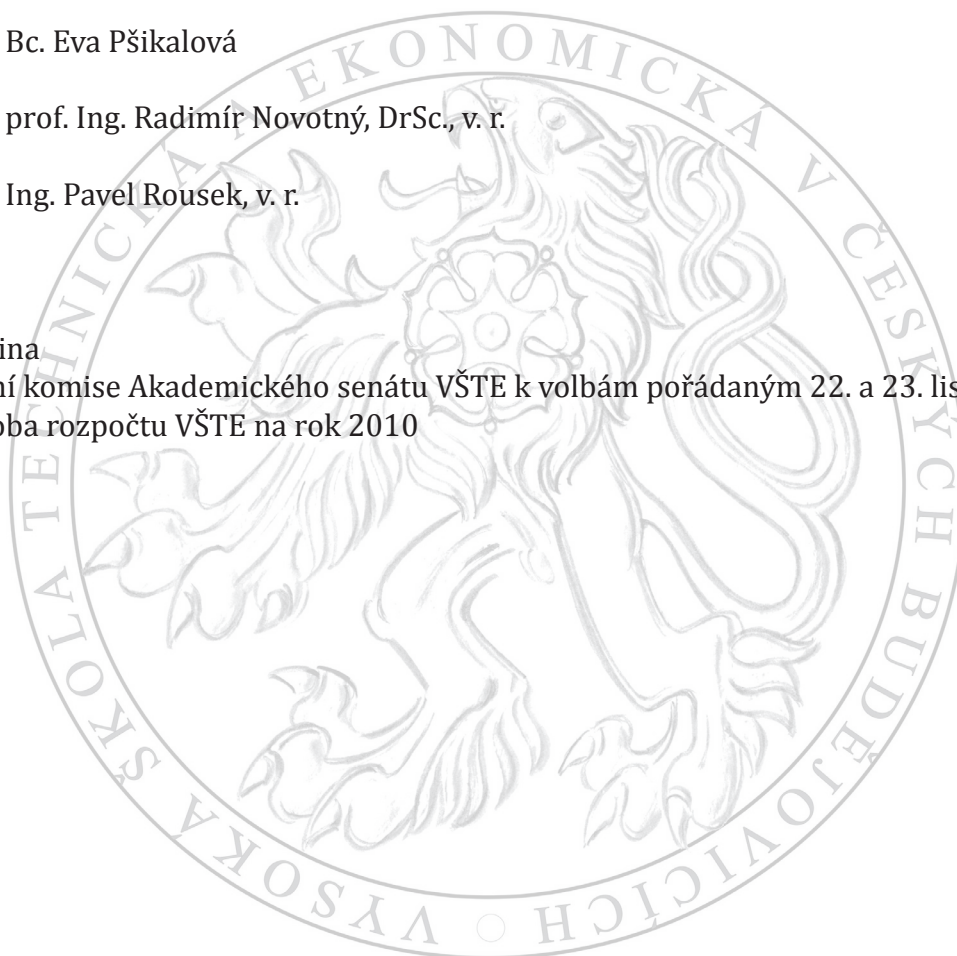 Bc. Eva Pšikalová
prof. Ing. Radimír Novotný, DrSc., v. r.
Ing. Pavel Rousek, v. r.
ina
ní komise Akademického senátu VŠTE k volbám pořádaným 22. a 23. lis
oba rozpočtu VŠTE na rok 2010
VYSOKÁ ŠKOLA TECHNICKÁ A EKONOMICKÁ V ČESKÝCH BUDĚJOVICÍCH